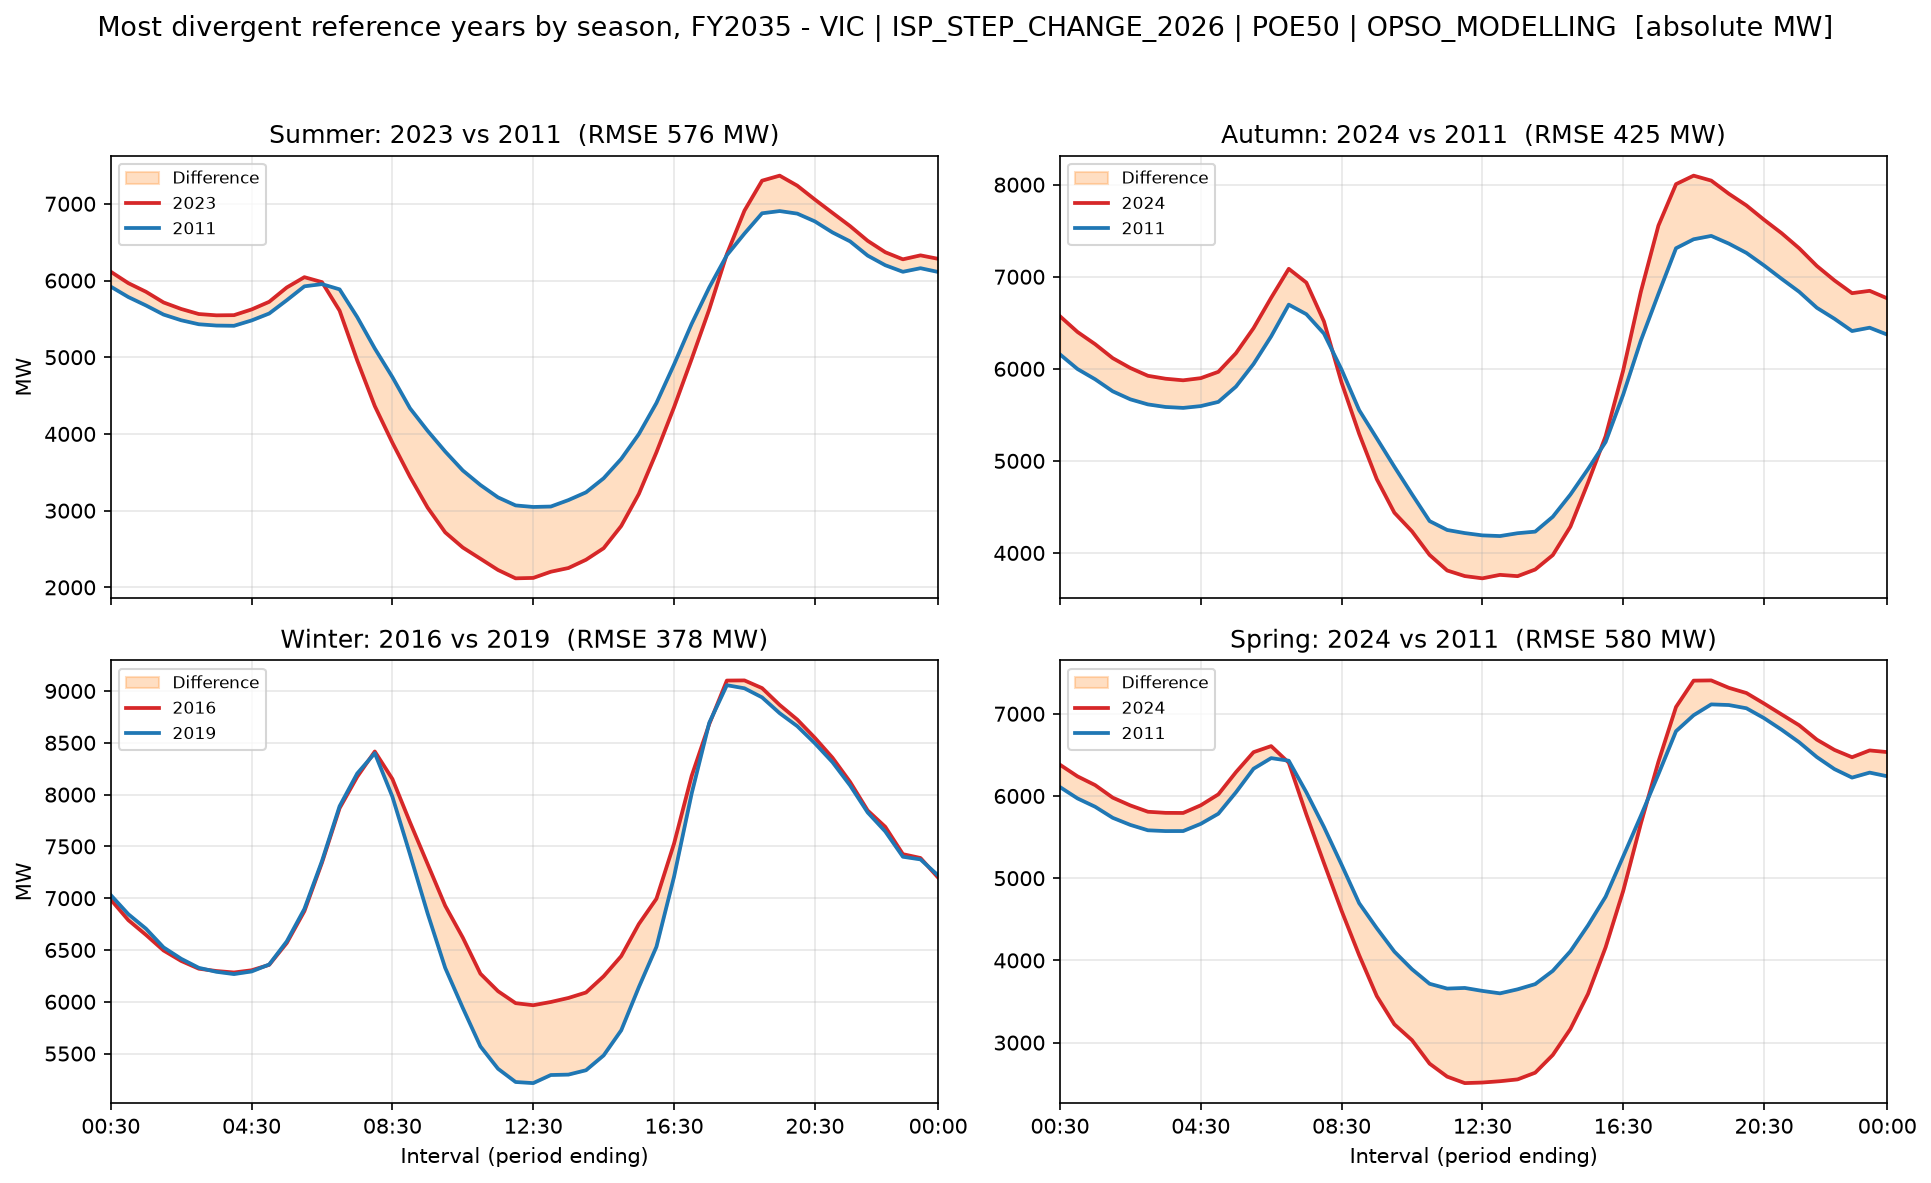 Most divergent reference years by season, FY2035 - VIC | ISP_STEP_CHANGE_2026 | POE50 | OPSO_MODELLING  [absolute MW]
Summer: 2023 vs 2011  (RMSE 576 MW)
Difference
2023
2011
7000
6000
5000
4000
3000
2000
MW
Autumn: 2024 vs 2011  (RMSE 425 MW)
Difference
2024
2011
8000
7000
6000
5000
4000
Winter: 2016 vs 2019  (RMSE 378 MW)
Difference
2016
2019
9000
8500
8000
7500
7000
6500
6000
5500
MW
00:30 04:30 08:30 12:30 16:30 20:30 00:00
Interval (period ending)
Spring: 2024 vs 2011  (RMSE 580 MW)
Difference
2024
2011
7000
6000
5000
4000
3000
00:30 04:30 08:30 12:30 16:30 20:30 00:00
Interval (period ending)